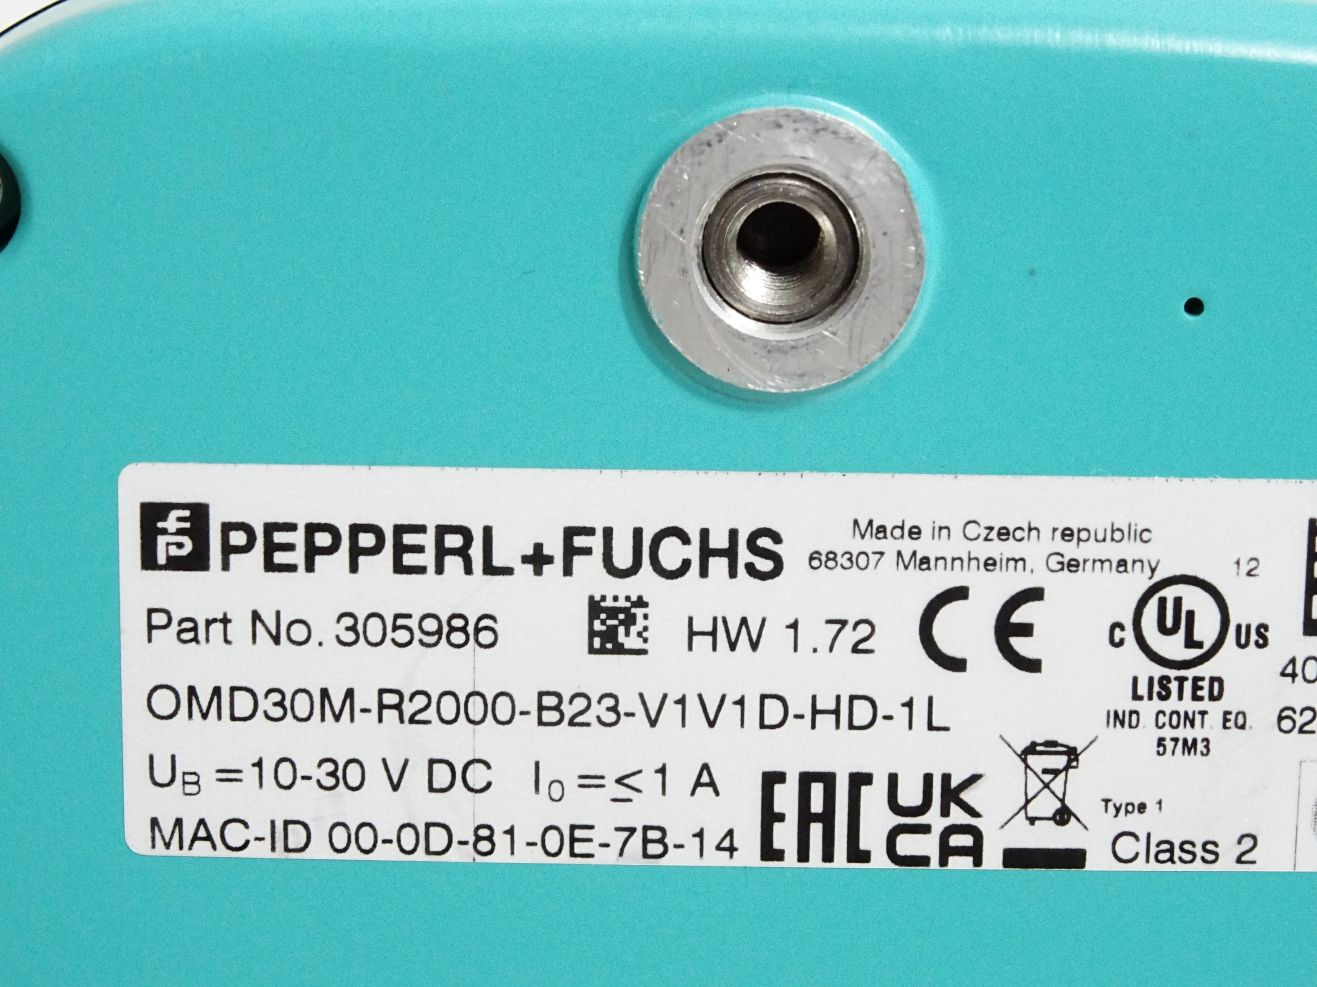 PEPPERL+FUCHS
Made in Czech republic
68307 Mannheim, Germany
12
Part No. 305986
HW 1.72
CE
C UL US
LISTED
IND. CONT. EQ.
57M3
40
62
OMD30M-R2000-B23-V1V1D-HD-1L
UB =10-30 V DC I0 =≤1 A
MAC-ID 00-0D-81-0E-7B-14
EAC
UK
CA
Type 1
Class 2